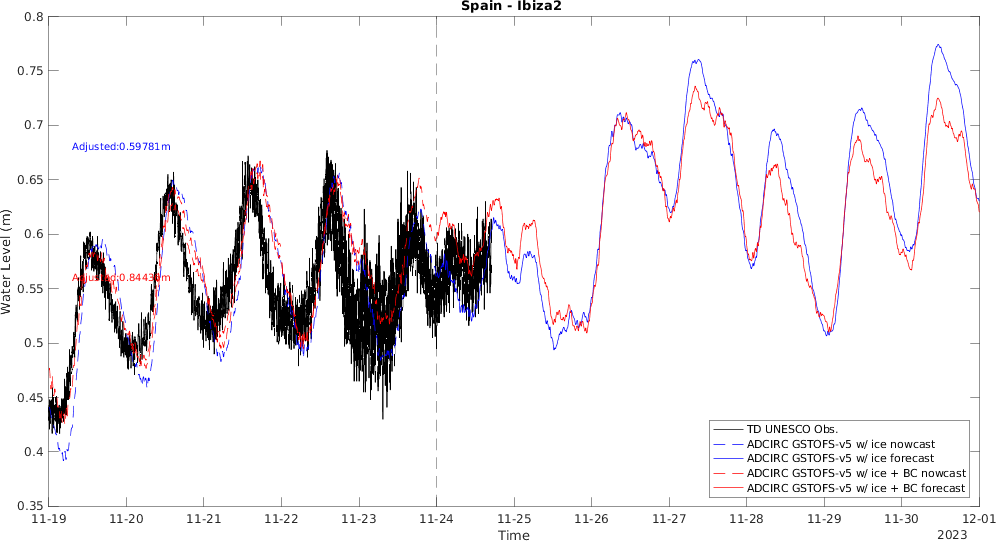 Spain - Ibiza2
0.8
0.75
0.7
0.65
0.6
0.55
0.5
0.45
0.4
0.35
Water Level (m)
Adjusted:0.59781m
11-19
11-20
11-21
11-22
11-23
11-24
11-25
11-26
11-27
11-28
11-29
11-30
12-01
Time
2023
TD UNESCO Obs.
ADCIRC GSTOFS-v5 w/ ice nowcast
ADCIRC GSTOFS-v5 w/ ice forecast
ADCIRC GSTOFS-v5 w/ ice + BC nowcast
ADCIRC GSTOFS-v5 w/ ice + BC forecast